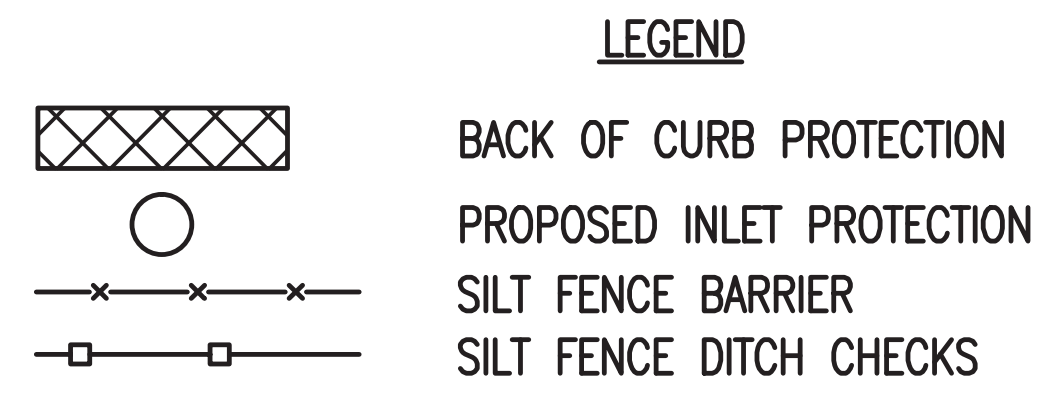 LEGEND
BACK OF CURB PROTECTION
PROPOSED INLET PROTECTION
SILT FENCE BARRIER
SILT FENCE DITCH CHECKS